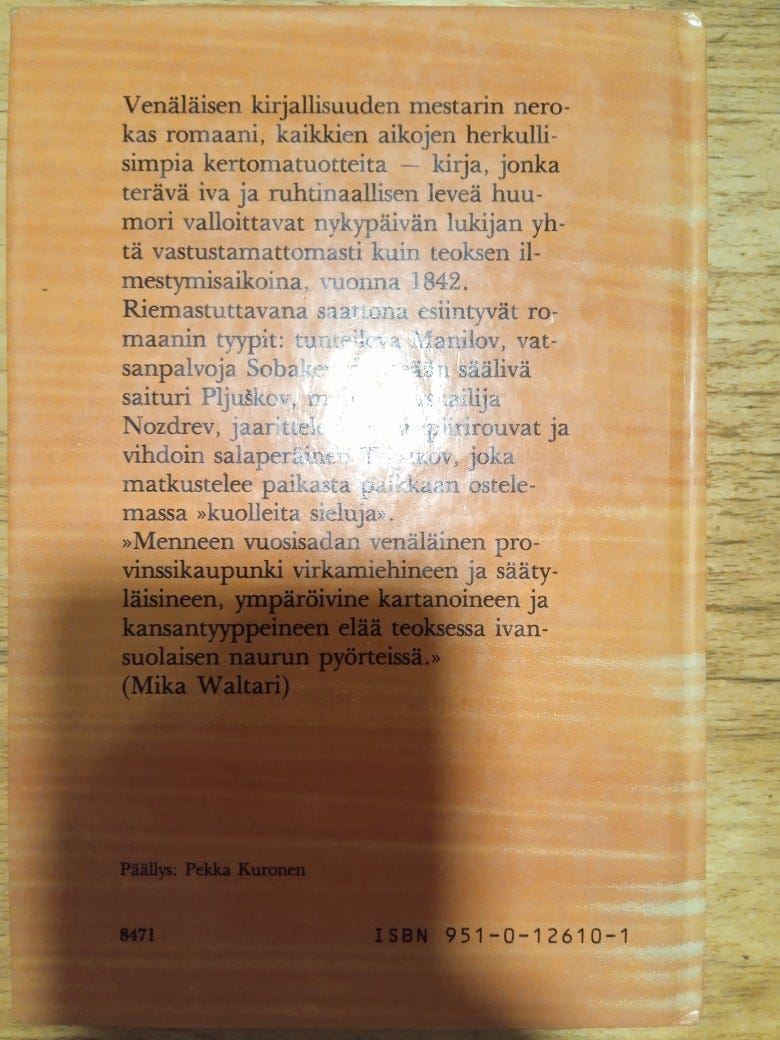 Venäläisen kirjallisuuden mestarin nero-
kas romaani, kaikkien aikojen herkulli-
simpia kertomatuotteita — kirja, jonka
terävä iva ja ruhtinaallisen leveä huu-
mori valloittavat nykypäivän lukijan yh-
tä vastustamattomasti kuin teoksen il-
mestymisaikoina, vuonna 1842.
Riemastuttavana saattona esiintyvät ro-
maanin tyypit: tunteileva Manilov, vat-
sanpalvoja säälivä
saituri Pljuškov,
Nozdrev, ja
vihdoin salaperäinen joka
matkustelee paikasta paikkaan ostele-
massa »kuolleita sieluja».
»Menneen vuosisadan venäläinen pro-
vinssikaupunki virkamiehineen ja sääty-
läisineen, ympäröivine kartanoineen ja
kansantyyppeineen elää teoksessa ivan-
suolaisen naurun pyörteissä.»
(Mika Waltari)
Päällys: Pekka Kuronen
8471 ISBN 951-0-12610-1